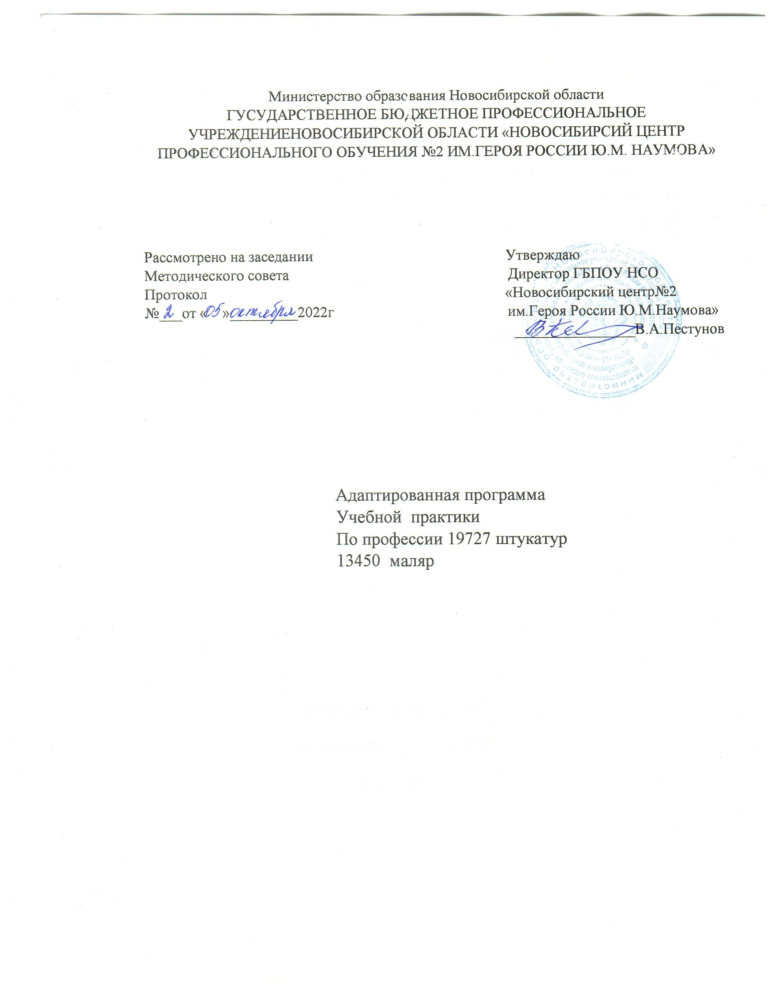 Министерство образования Новосибирской области
ГУСУДАРСТВЕННОЕ БЮДЖЕТНОЕ ПРОФЕССИОНАЛЬНОЕ
УЧРЕЖДЕНИЕНОВОСИБИРСКОЙ ОБЛАСТИ «НОВОСИБИРСИЙ ЦЕНТР
ПРОФЕССИОНАЛЬНОГО ОБУЧЕНИЯ №2 ИМ.ГЕРОЯ РОССИИ Ю.М. НАУМОВА»
Рассмотрено на заседании
Методического совета
Протокол
№ 2 от «05» октября 2022г
Утверждаю
Директор ГБПОУ НСО
«Новосибирский центр№2
им.Героя России Ю.М.Наумова»
В.А.Пестунов
Адаптированная программа
Учебной практики
По профессии 19727 штукатур
13450 маляр